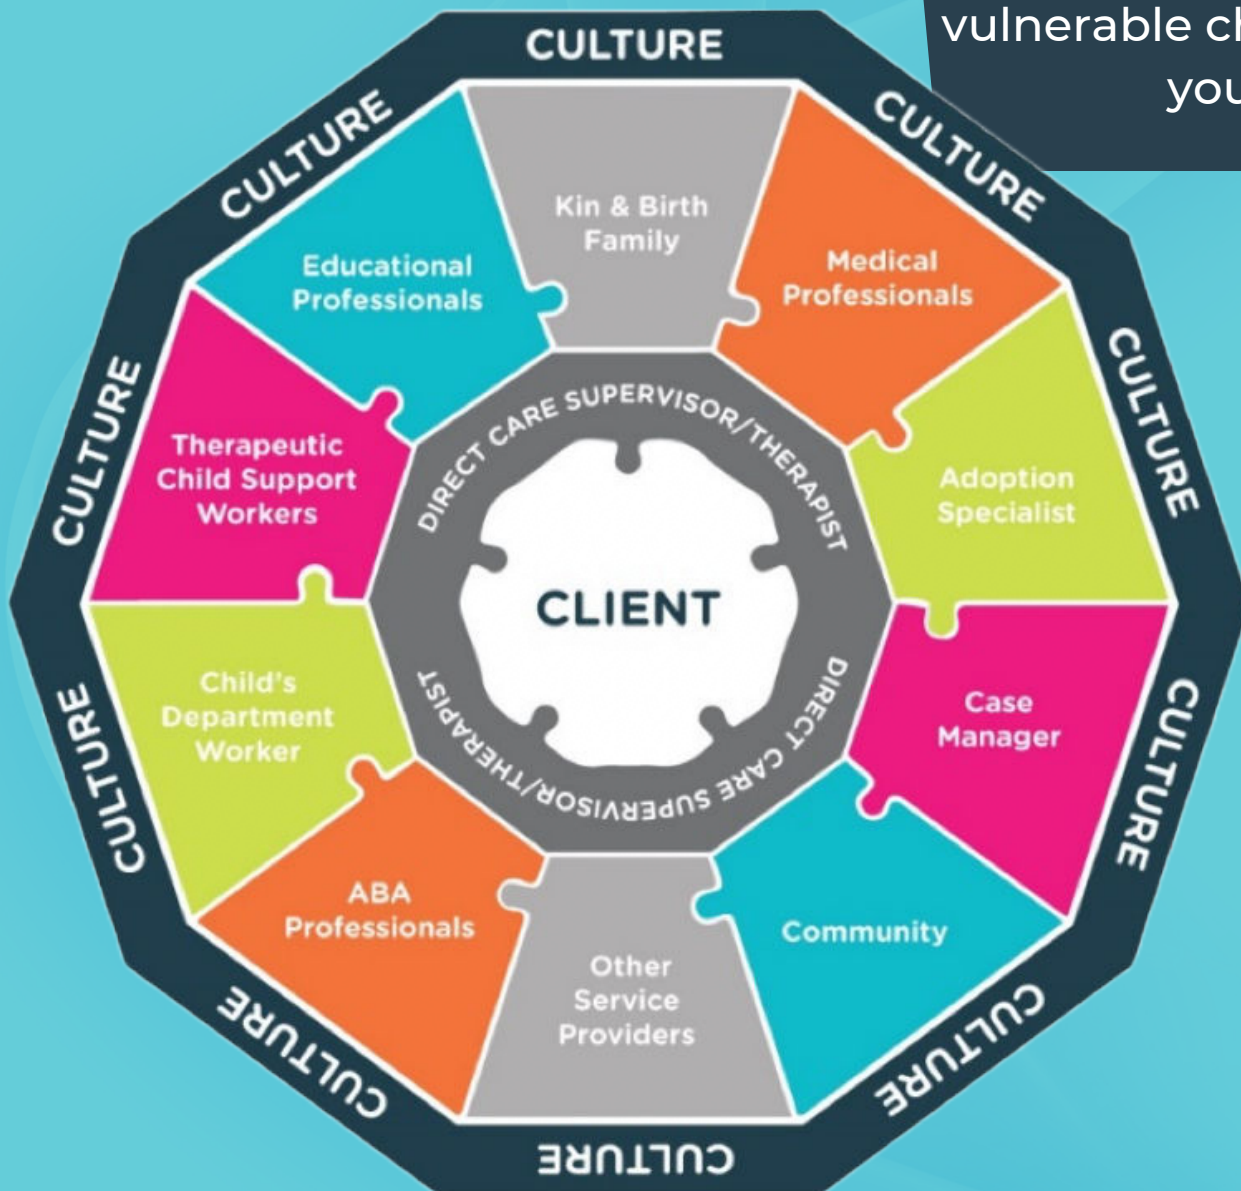 vulnerable
CULTURE
CULTURE
CULTURE
CULTURE
CULTURE
CULTURE
CULTURE
CULTURE
CULTURE
CULTURE
Kin & Birth
Family
Medical
Professionals
Adoption
Specialist
Case
Manager
Community
Other
Service
Providers
ABA
Professionals
Child's
Department
Worker
Therapeutic
Child Support
Workers
Educational
Professionals
DIRECT CARE SUPERVISOR/THERAPIST
CLIENT
DIRECT CARE SUPERVISOR/THERAPIST